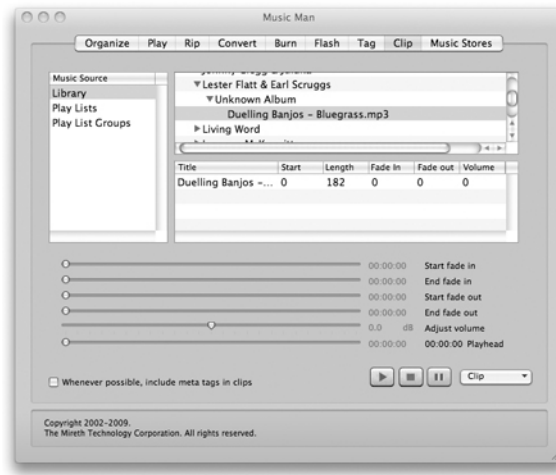 Music Man
Organize Play Rip Convert Burn Flash Tag Clip Music Stores
Music Source
Library
Play Lists
Play List Groups
Lester Flatt & Earl Scruggs
Unknown Album
Duelling Banjos – Bluegrass.mp3
Living Word
Title Start Length Fade In Fade out Volume
Duelling Banjos –... 0 182 0 0 0
00:00:00 Start fade in
00:00:00 End fade in
00:00:00 Start fade out
00:00:00 End fade out
0.0 dB Adjust volume
00:00:00 00:00:00 Playhead
Whenever possible, include meta tags in clips
Clip
Copyright 2002-2009.
The Mireth Technology Corporation. All rights reserved.